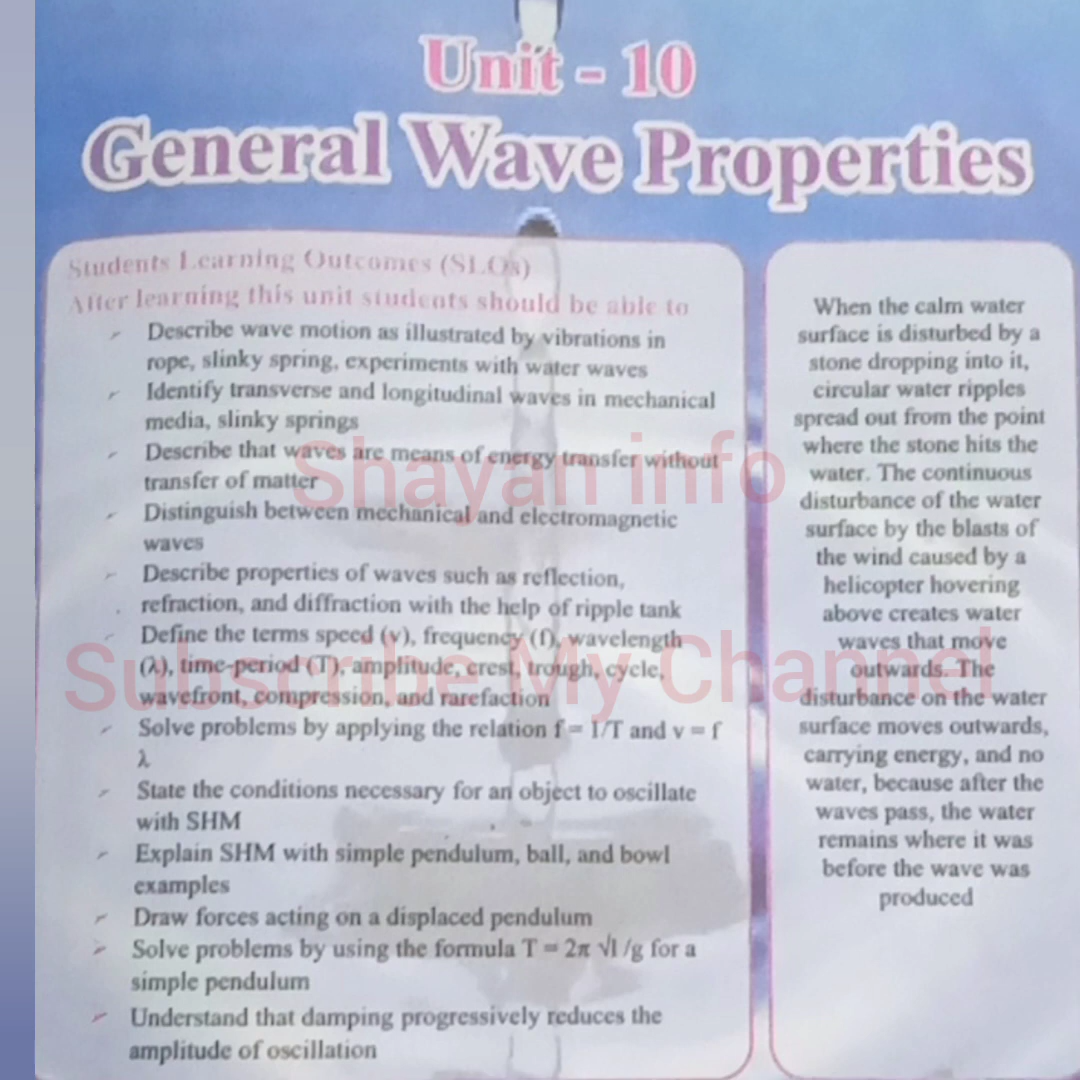 Unit - 10
General Wave Properties
Students Learning Outcomes (SLOs)
After learning this unit students should be able to
Describe wave motion as illustrated by vibrations in
rope, slinky spring, experiments with water waves
Identify transverse and longitudinal waves in mechanical
media, slinky springs
Describe that waves are means of energy transfer without
transfer of matter
Distinguish between mechanical and electromagnetic
waves
Describe properties of waves such as reflection,
refraction, and diffraction with the help of ripple tank
Define the terms speed (v), frequency (f), wavelength
(λ), time-period (T), amplitude, crest, trough, cycle,
wavefront, compression, and rarefaction
Solve problems by applying the relation f = 1/T and v = f
λ
State the conditions necessary for an object to oscillate
with SHM
Explain SHM with simple pendulum, ball, and bowl
examples
Draw forces acting on a displaced pendulum
Solve problems by using the formula T = 2π √l /g for a
simple pendulum
Understand that damping progressively reduces the
amplitude of oscillation
When the calm water
surface is disturbed by a
stone dropping into it,
circular water ripples
spread out from the point
where the stone hits the
water. The continuous
disturbance of the water
surface by the blasts of
the wind caused by a
helicopter hovering
above creates water
waves that move
outwards. The
disturbance on the water
surface moves outwards,
carrying energy, and no
water, because after the
waves pass, the water
remains where it was
before the wave was
produced
Shayan info
Subscribe My Channel